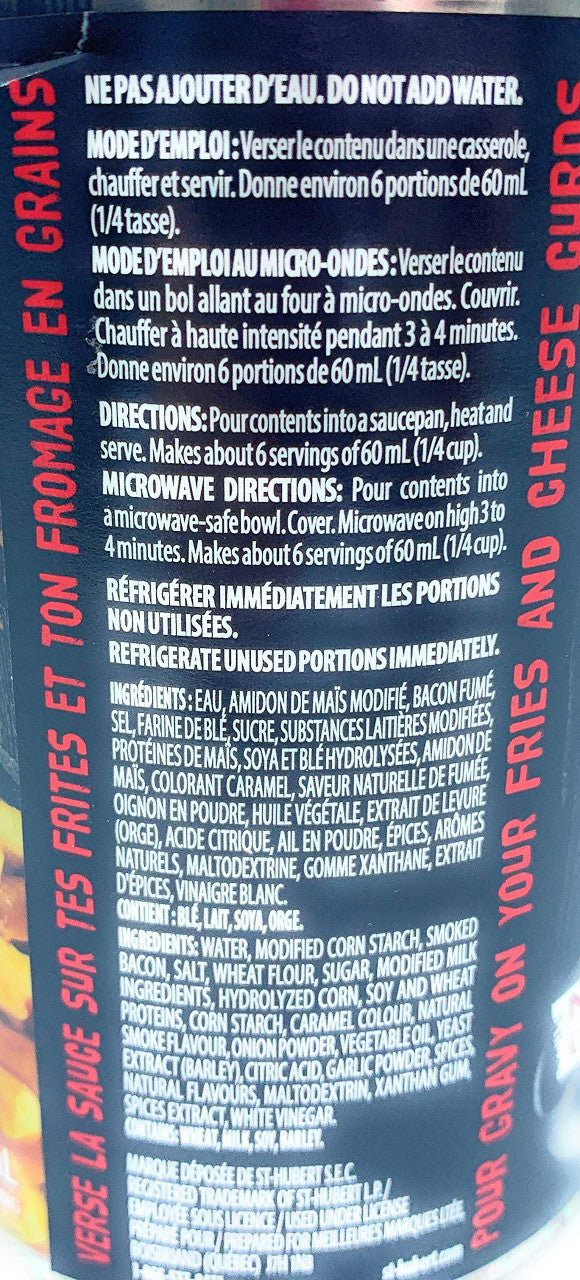 NE PAS AJOUTER D'EAU. DO NOT ADD WATER.
MODE D'EMPLOI : Verser le contenu dans une casserole,
chauffer et servir. Donne environ 6 portions de 60 mL
(1/4 tasse).
MODE D'EMPLOI AU MICRO-ONDES : Verser le contenu
dans un bol allant au four à micro-ondes. Couvrir.
Chauffer à haute intensité pendant 3 à 4 minutes.
Donne environ 6 portions de 60 mL (1/4 tasse).
DIRECTIONS: Pour contents into a saucepan, heat and
serve. Makes about 6 servings of 60 mL (1/4 cup).
MICROWAVE DIRECTIONS: Pour contents into
a microwave-safe bowl. Cover. Microwave on high 3 to
4 minutes. Makes about 6 servings of 60 mL (1/4 cup).
RÉFRIGÉRER IMMÉDIATEMENT LES PORTIONS
NON UTILISÉES.
REFRIGERATE UNUSED PORTIONS IMMEDIATELY.
INGRÉDIENTS : EAU, AMIDON DE MAÏS MODIFIÉ, BACON FUMÉ,
SEL, FARINE DE BLÉ, SUCRE, SUBSTANCES LAITIÈRES MODIFIÉES,
PROTÉINES DE MAÏS, SOYA ET BLÉ HYDROLYSÉES, AMIDON DE
MAÏS, COLORANT CARAMEL, SAVEUR NATURELLE DE FUMÉE,
OIGNON EN POUDRE, HUILE VÉGÉTALE, EXTRAIT DE LEVURE
(ORGE), ACIDE CITRIQUE, AIL EN POUDRE, ÉPICES, ARÔMES
NATURELS, MALTODEXTRINE, GOMME XANTHANE, EXTRAIT
D'ÉPICES, VINAIGRE BLANC.
CONTIENT : BLÉ, LAIT, SOYA, ORGE.
INGREDIENTS: WATER, MODIFIED CORN STARCH, SMOKED
BACON, SALT, WHEAT FLOUR, SUGAR, MODIFIED MILK
INGREDIENTS, HYDROLYZED CORN, SOY AND WHEAT
PROTEINS, CORN STARCH, CARAMEL COLOUR, NATURAL
SMOKE FLAVOUR, ONION POWDER, VEGETABLE OIL, YEAST
EXTRACT (BARLEY), CITRIC ACID, GARLIC POWDER, SPICES,
NATURAL FLAVOURS, MALTODEXTRIN, XANTHAN GUM,
SPICES EXTRACT, WHITE VINEGAR.
CONTAINS: WHEAT, MILK, SOY, BARLEY.
MARQUE DÉPOSÉE DE ST-HUBERT S.E.C.
REGISTERED TRADEMARK OF ST-HUBERT L.P./
EMPLOYÉE SOUS LICENCE / USED UNDER LICENSE
PRÉPARÉ POUR / PREPARED FOR MEILLEURES MARQUES LTÉE,
BOISBRIAND (QUEBEC) J7H 1N8
st-hubert.com
VERSE LA SAUCE SUR TES FRITES ET TON FROMAGE EN GRAINS
POUR GRAVY ON YOUR FRIES AND CHEESE CURDS